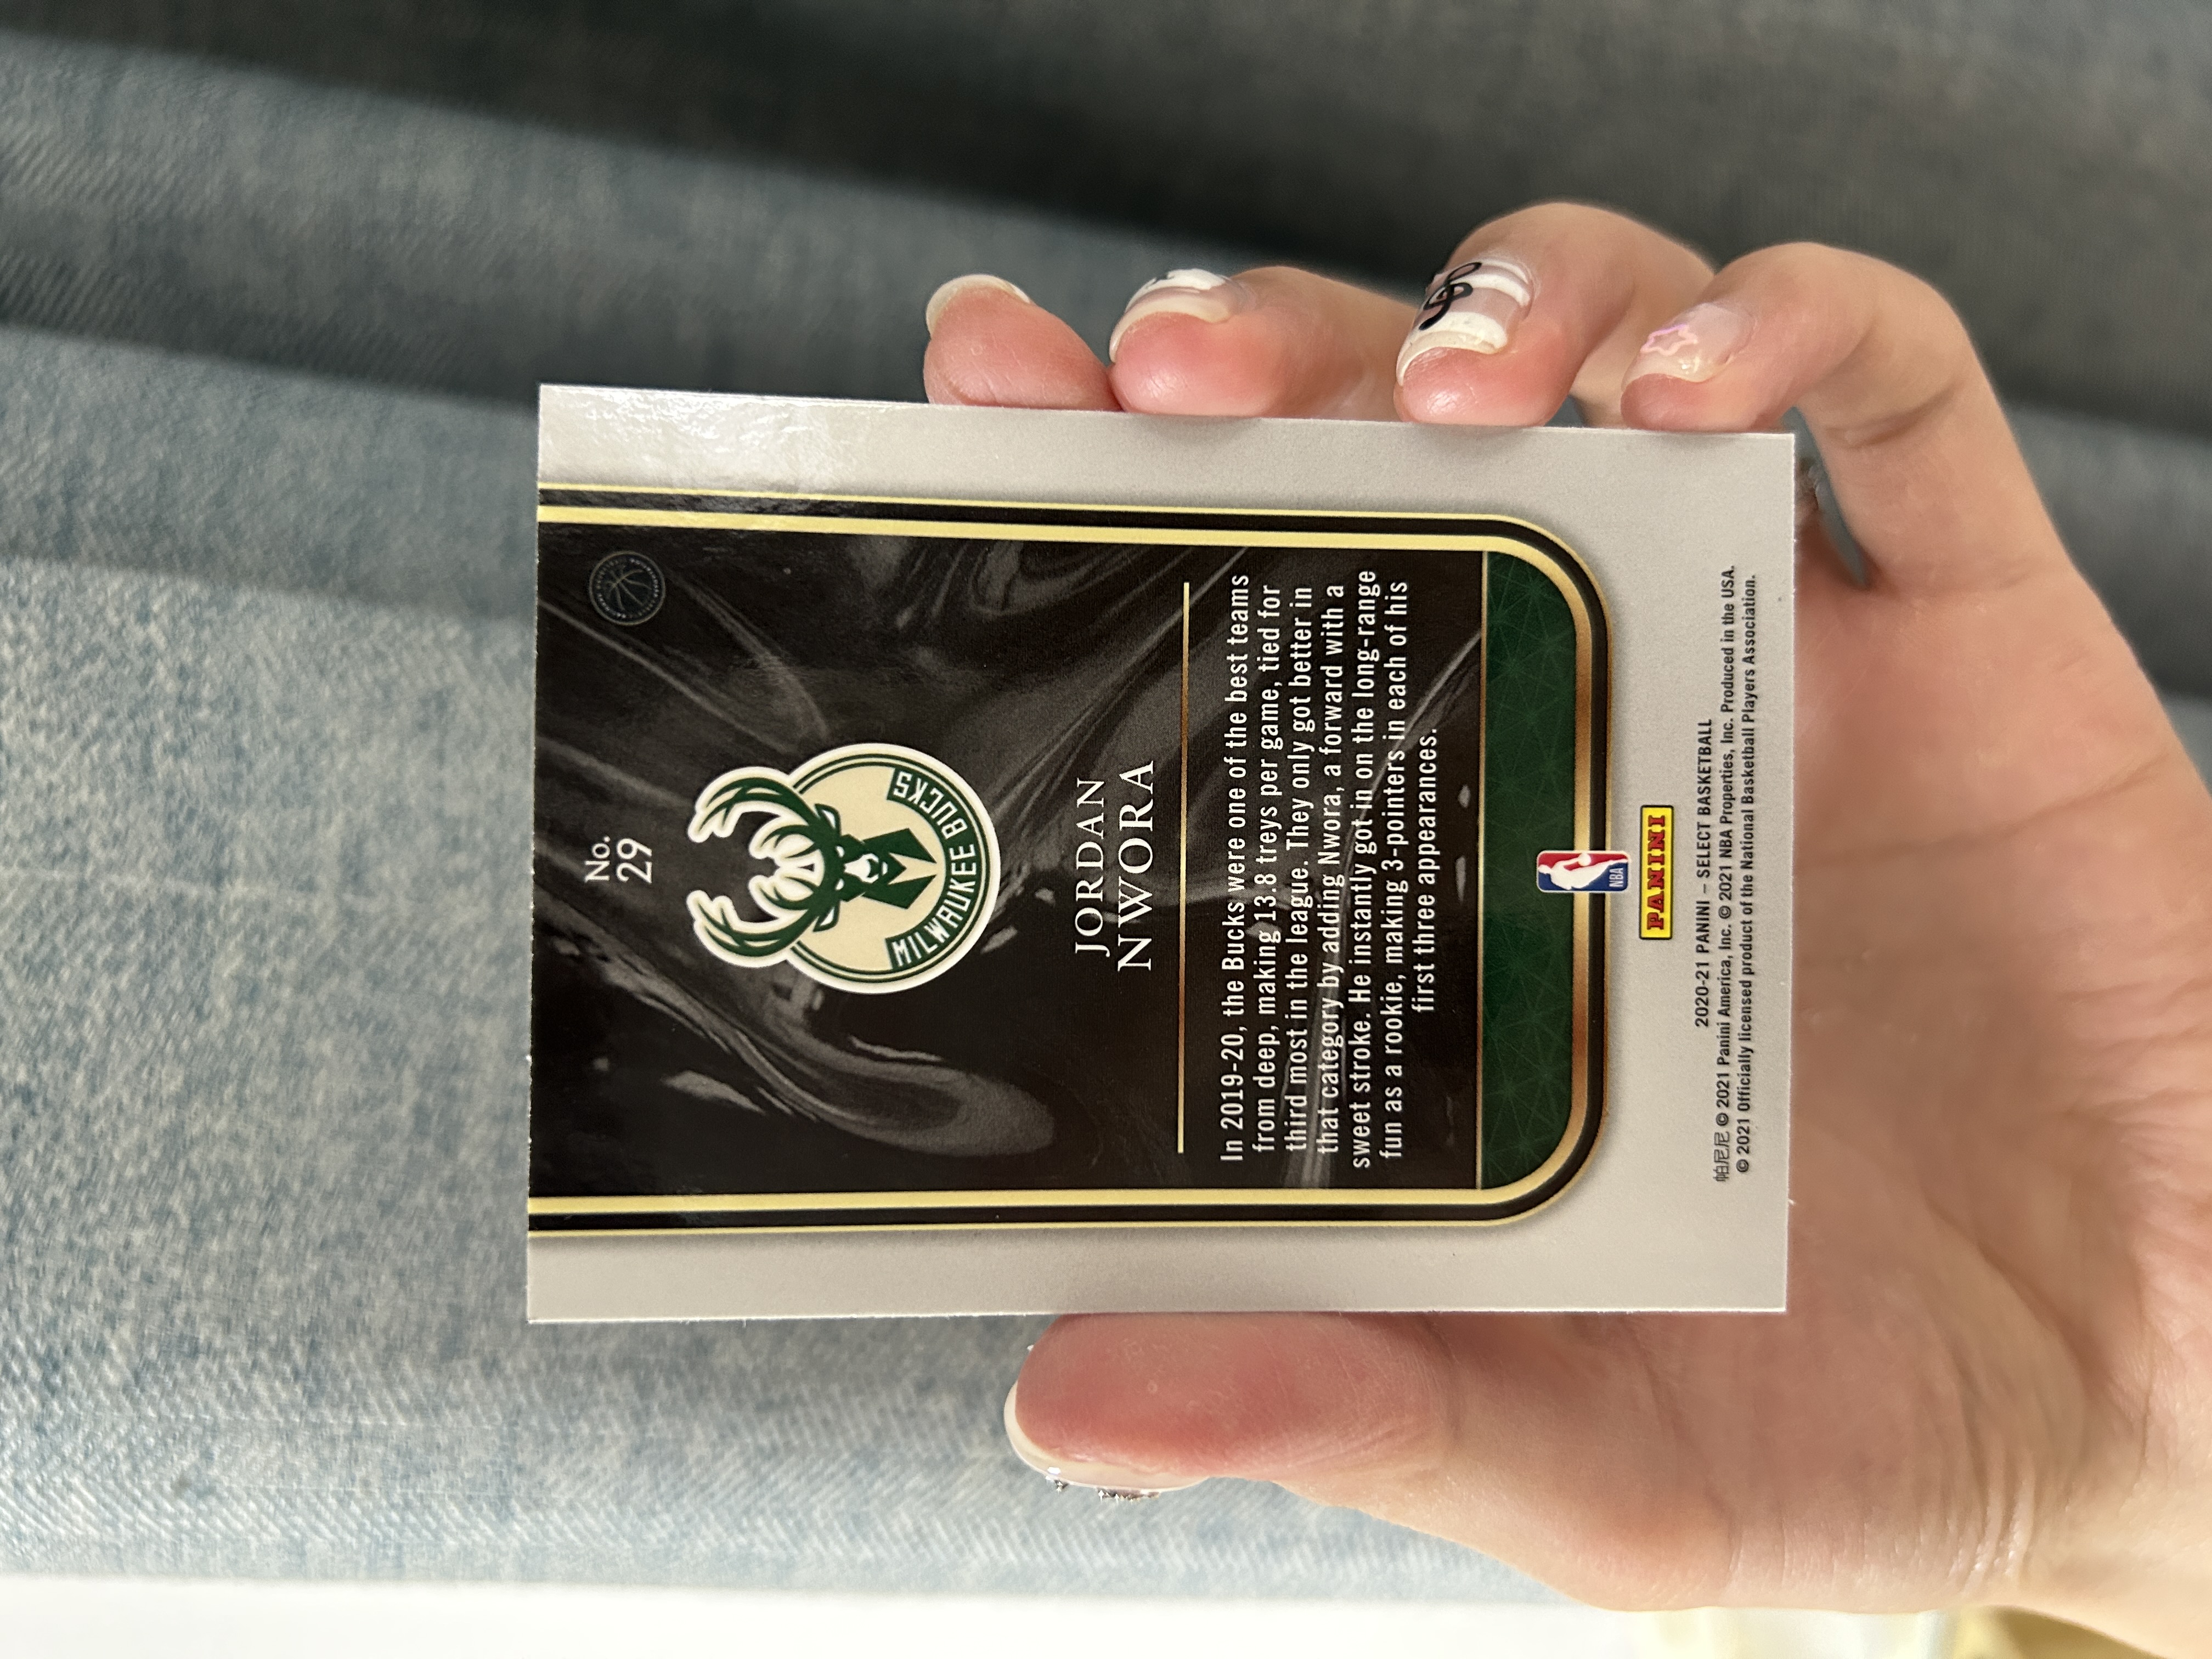 No.
29
MILWAUKEE BUCKS
JORDAN
NWORA
In 2019-20, the Bucks were one of the best teams
from deep, making 13.8 treys per game, tied for
third most in the league. They only got better in
that category by adding Nwora, a forward with a
sweet stroke. He instantly got in on the long-range
fun as a rookie, making 3-pointers in each of his
first three appearances.
NBA
PANINI
2020-21 PANINI – SELECT BASKETBALL
帕尼尼 © 2021 Panini America, Inc. © 2021 NBA Properties, Inc. Produced in the USA.
© 2021 Officially licensed product of the National Basketball Players Association.